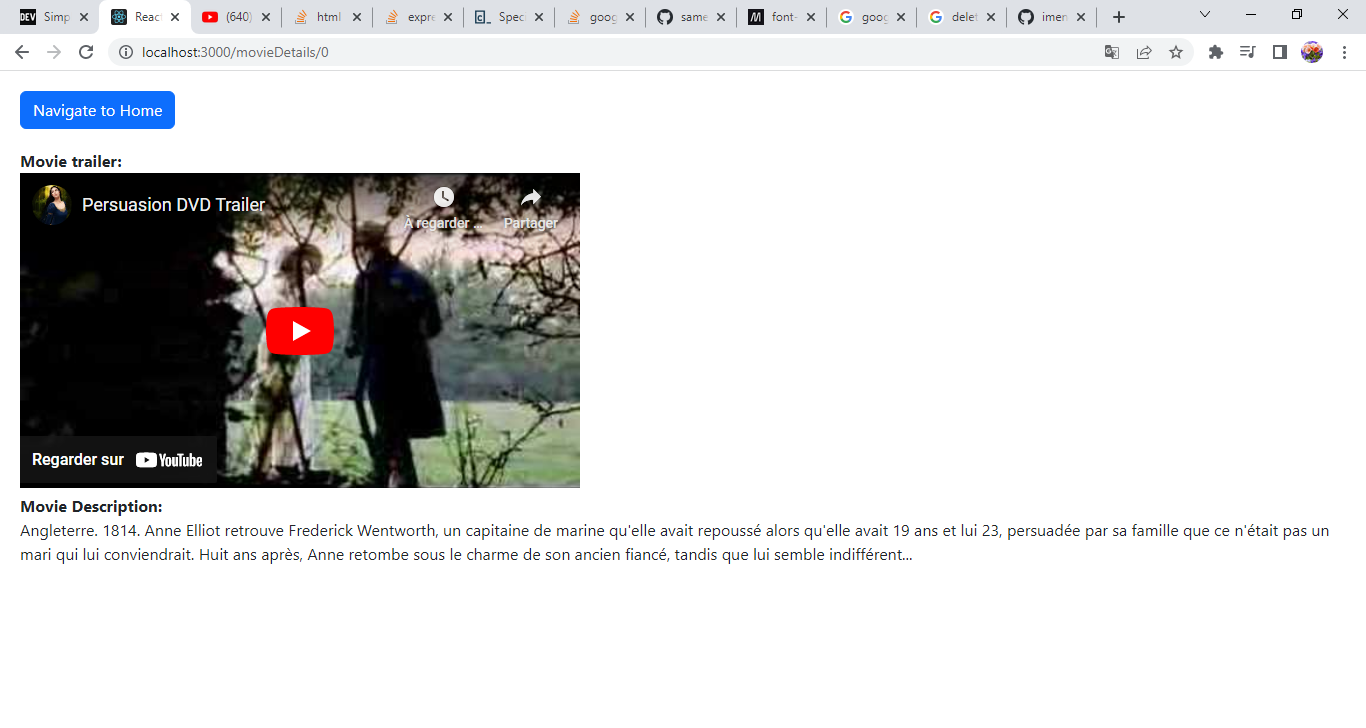 DEV Simp
React
(640)
html
expre
Spec
goog
same
font-
goog
delet
imen
localhost:3000/movieDetails/0
Navigate to Home
Movie trailer:
Persuasion DVD Trailer
À regarder ...
Partager
Regarder sur YouTube
Movie Description:
Angleterre. 1814. Anne Elliot retrouve Frederick Wentworth, un capitaine de marine qu'elle avait repoussé alors qu'elle avait 19 ans et lui 23, persuadée par sa famille que ce n'était pas un
mari qui lui conviendrait. Huit ans après, Anne retombe sous le charme de son ancien fiancé, tandis que lui semble indifférent...